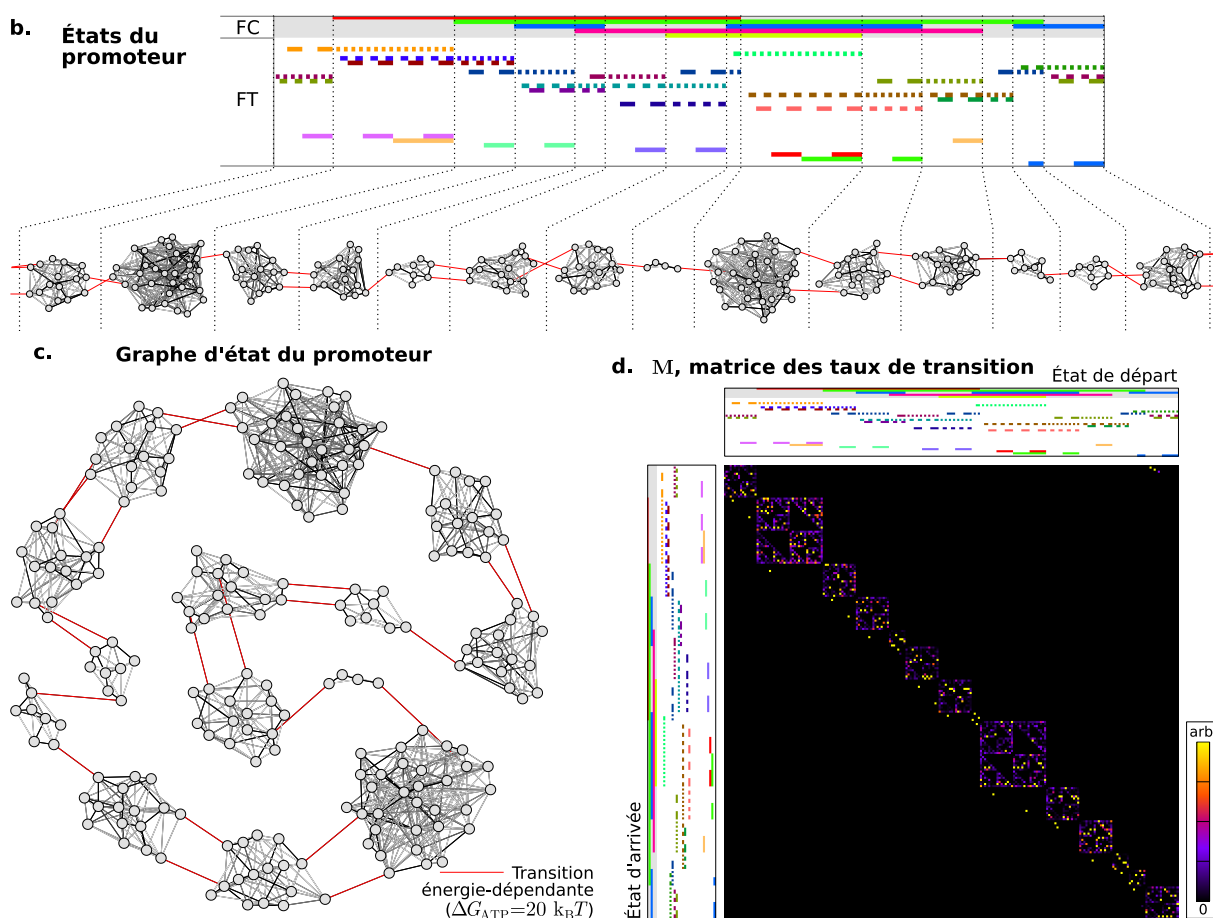 b.
États du
promoteur
FC
FT
c.
Graphe d'état du promoteur
Transition
énergie-dépendante
(ΔG_ATP=20 k_BT)
d.
M, matrice des taux de transition
État de départ
État d'arrivée
arb
0